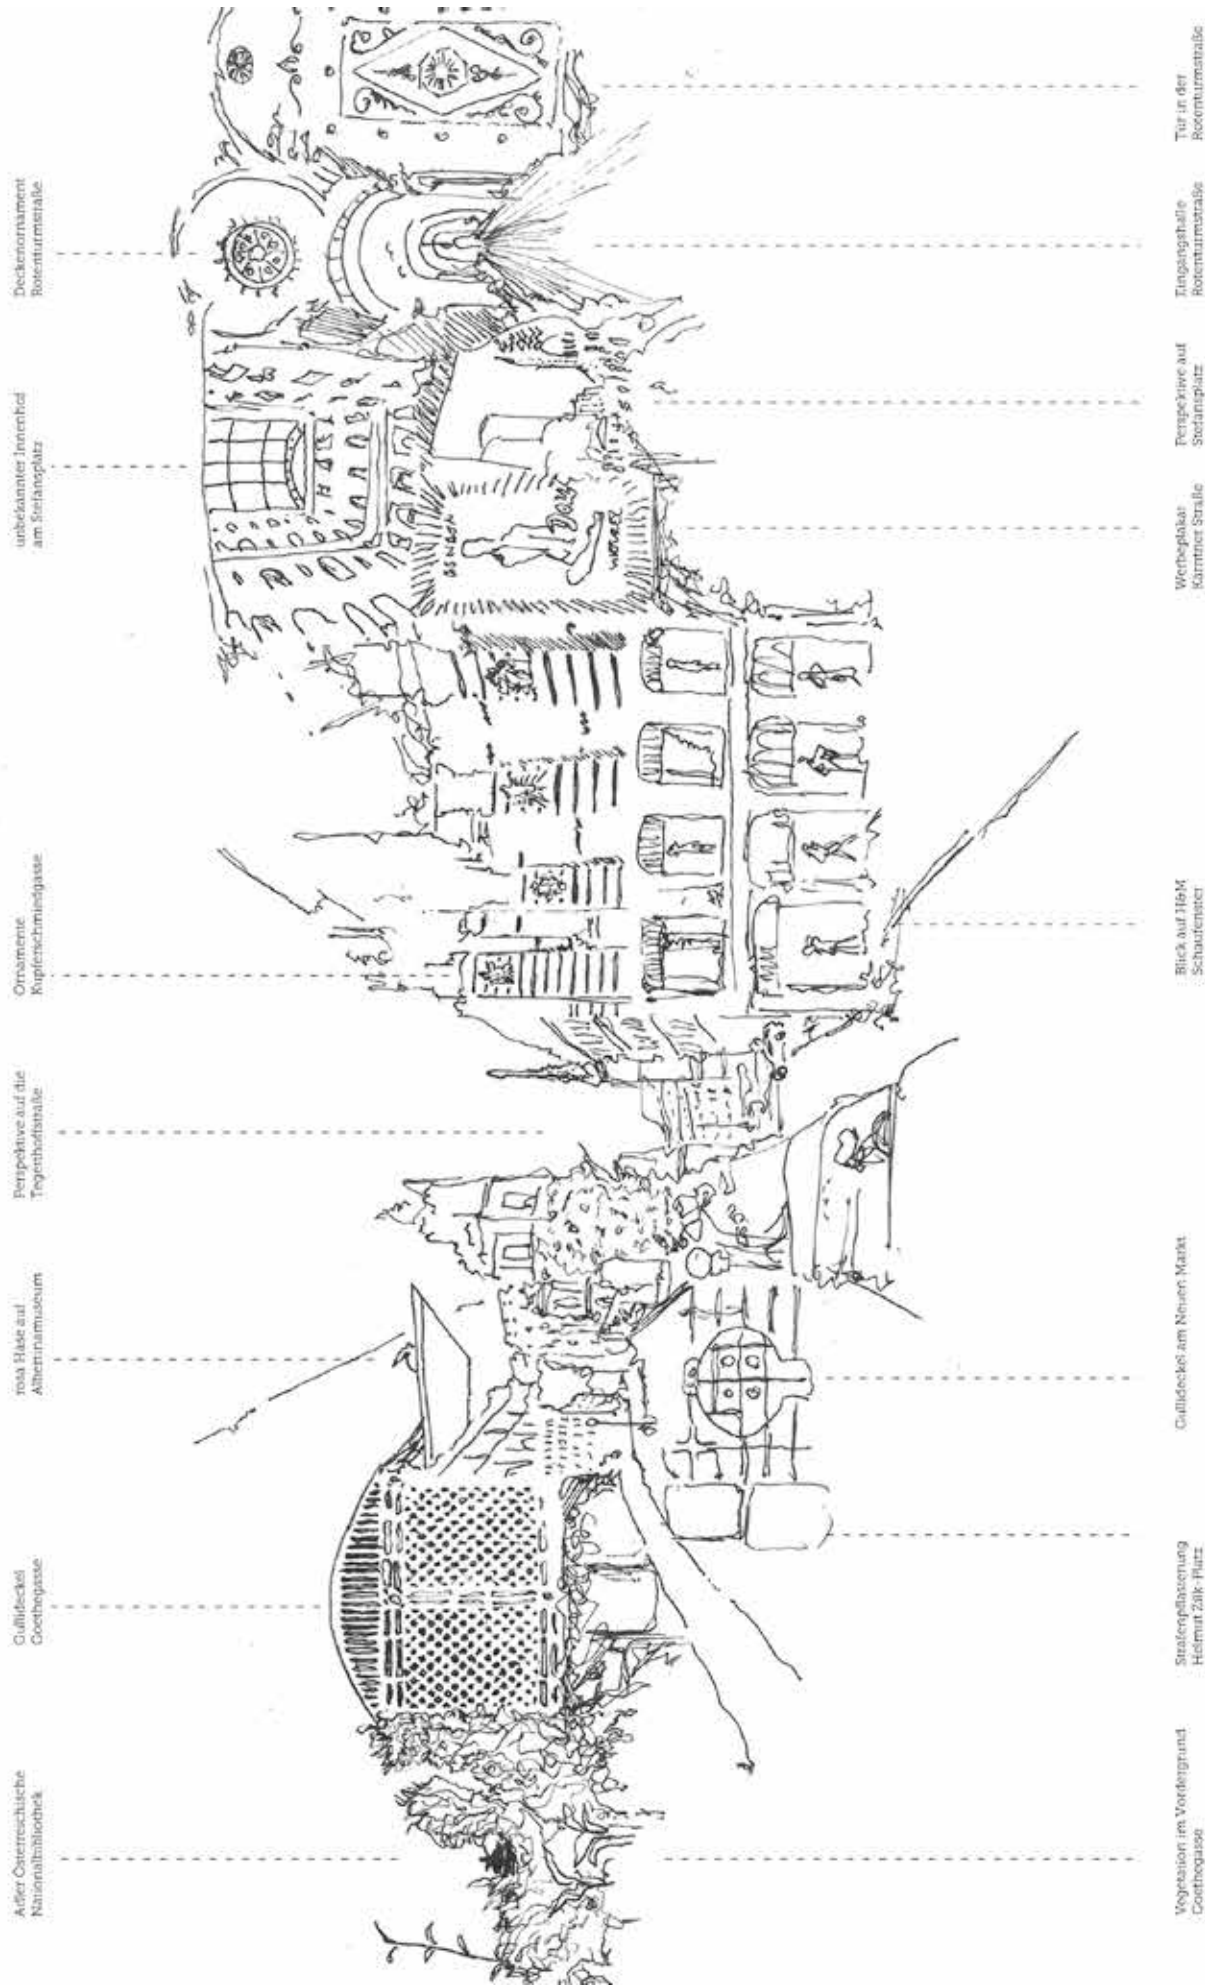 Adler Österreichische
Nationalbibliothek
Gullideckel
Goethegasse
rosa Hase auf
Albertinamuseum
Perspektive auf die
Tegetthoffstraße
Ornamente
Kupferschmiedgasse
unbekannter Innenhof
am Stefansplatz
Deckenornament
Rotenturmstraße
Vegetation im Vordergrund
Goethegasse
Straßenpflasterung
Helmut Zilk-Platz
Gullideckel am Neuen Markt
Blick auf H&M
Schaufenster
Werbeplakat
Kärntner Straße
Perspektive auf
Stefansplatz
Eingangshalle
Rotenturmstraße
Tür in der
Rotenturmstraße